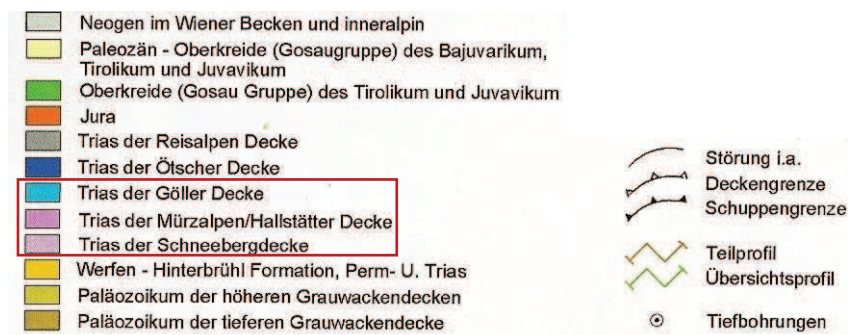 Neogen im Wiener Becken und inneralpin
Paleozän - Oberkreide (Gosaugruppe) des Bajuvarikum,
Tirolikum und Juvavikum
Oberkreide (Gosau Gruppe) des Tirolikum und Juvavikum
Jura
Trias der Reisalpen Decke
Trias der Ötscher Decke
Trias der Göller Decke
Trias der Mürzalpen/Hallstätter Decke
Trias der Schneebergdecke
Werfen - Hinterbrühl Formation, Perm- U. Trias
Paläozoikum der höheren Grauwackendecken
Paläozoikum der tieferen Grauwackendecke
Störung i.a.
Deckengrenze
Schuppengrenze
Teilprofil
Übersichtsprofil
Tiefbohrungen